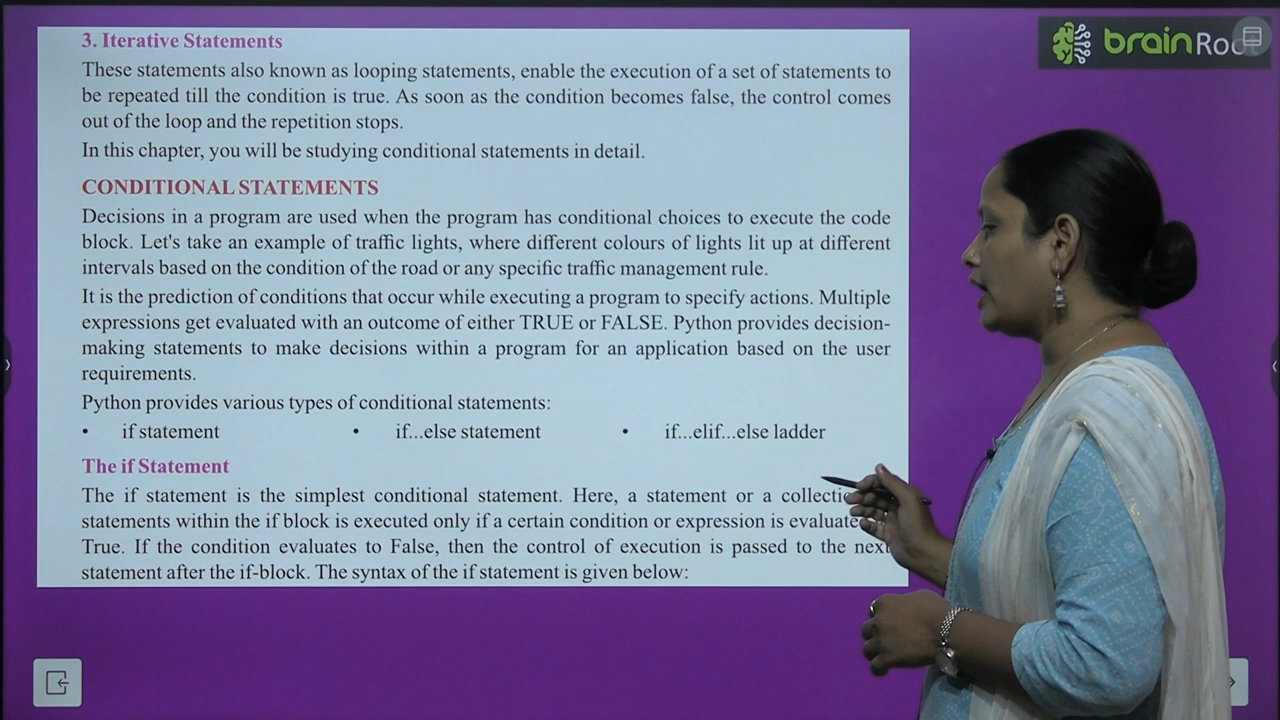 brainRoo
3. Iterative Statements
These statements also known as looping statements, enable the execution of a set of statements to
be repeated till the condition is true. As soon as the condition becomes false, the control comes
out of the loop and the repetition stops.
In this chapter, you will be studying conditional statements in detail.
CONDITIONAL STATEMENTS
Decisions in a program are used when the program has conditional choices to execute the code
block. Let's take an example of traffic lights, where different colours of lights lit up at different
intervals based on the condition of the road or any specific traffic management rule.
It is the prediction of conditions that occur while executing a program to specify actions. Multiple
expressions get evaluated with an outcome of either TRUE or FALSE. Python provides decision-
making statements to make decisions within a program for an application based on the user
requirements.
Python provides various types of conditional statements:
• if statement • if...else statement • if...elif...else ladder
The if Statement
The if statement is the simplest conditional statement. Here, a statement or a
statements within the if block is executed only if a certain condition or expression is
True. If the condition evaluates to False, then the control of execution is passed to the next
statement after the if-block. The syntax of the if statement is given below: